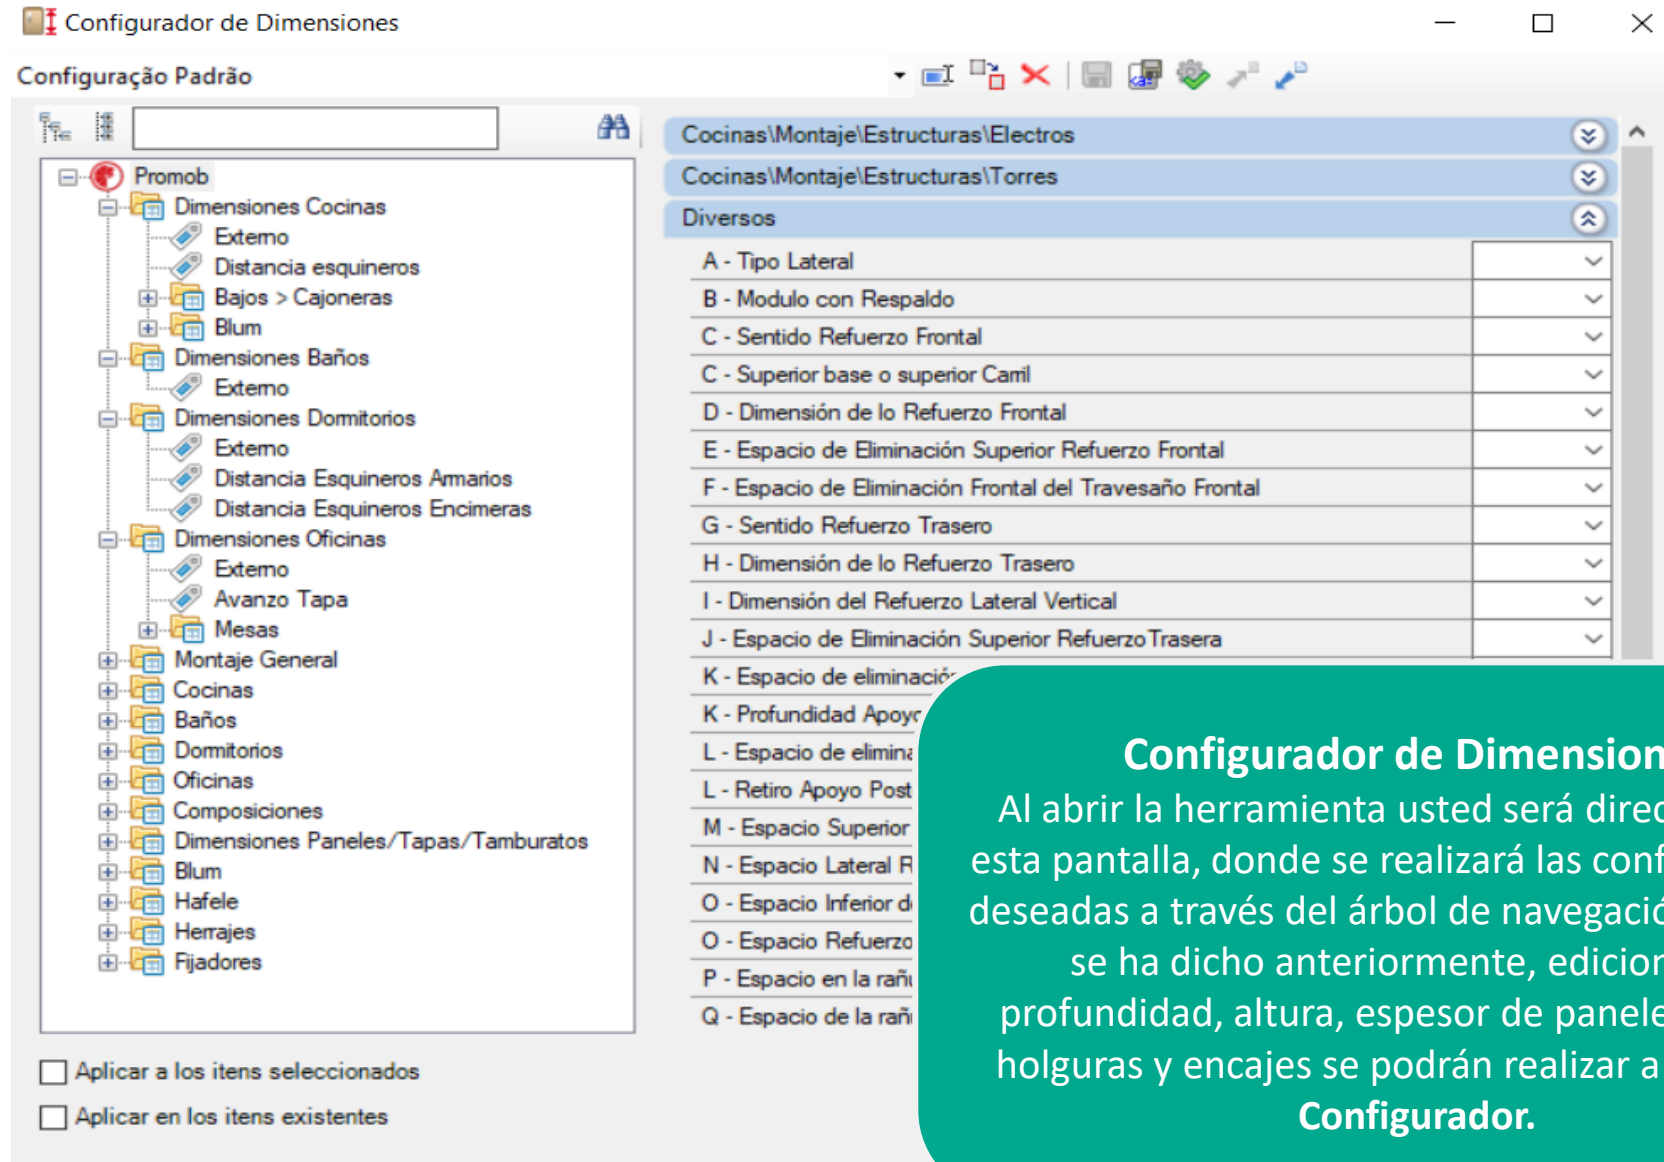 Configurador de Dimensiones
Configuração Padrão
Promob
Dimensiones Cocinas
Externo
Distancia esquineros
Bajos > Cajoneras
Blum
Dimensiones Baños
Externo
Dimensiones Dormitorios
Externo
Distancia Esquineros Armarios
Distancia Esquineros Encimeras
Dimensiones Oficinas
Externo
Avanzo Tapa
Mesas
Montaje General
Cocinas
Baños
Dormitorios
Oficinas
Composiciones
Dimensiones Paneles/Tapas/Tamburatos
Blum
Hafele
Herrajes
Fijadores
Aplicar a los itens seleccionados
Aplicar en los itens existentes
Cocinas\Montaje\Estructuras\Electros
Cocinas\Montaje\Estructuras\Torres
Diversos
A - Tipo Lateral
B - Modulo con Respaldo
C - Sentido Refuerzo Frontal
C - Superior base o superior Carril
D - Dimensión de lo Refuerzo Frontal
E - Espacio de Eliminación Superior Refuerzo Frontal
F - Espacio de Eliminación Frontal del Travesaño Frontal
G - Sentido Refuerzo Trasero
H - Dimensión de lo Refuerzo Trasero
I - Dimensión del Refuerzo Lateral Vertical
J - Espacio de Eliminación Superior RefuerzoTrasera
K - Espacio de eliminación
K - Profundidad Apoyo
L - Espacio de elimina
L - Retiro Apoyo Post
M - Espacio Superior
N - Espacio Lateral R
O - Espacio Inferior d
O - Espacio Refuerzo
P - Espacio en la rañu
Q - Espacio de la rañu
Configurador de Dimension
Al abrir la herramienta usted será direc
esta pantalla, donde se realizará las conf
deseadas a través del árbol de navegació
se ha dicho anteriormente, edicion
profundidad, altura, espesor de panele
holguras y encajes se podrán realizar a
Configurador.